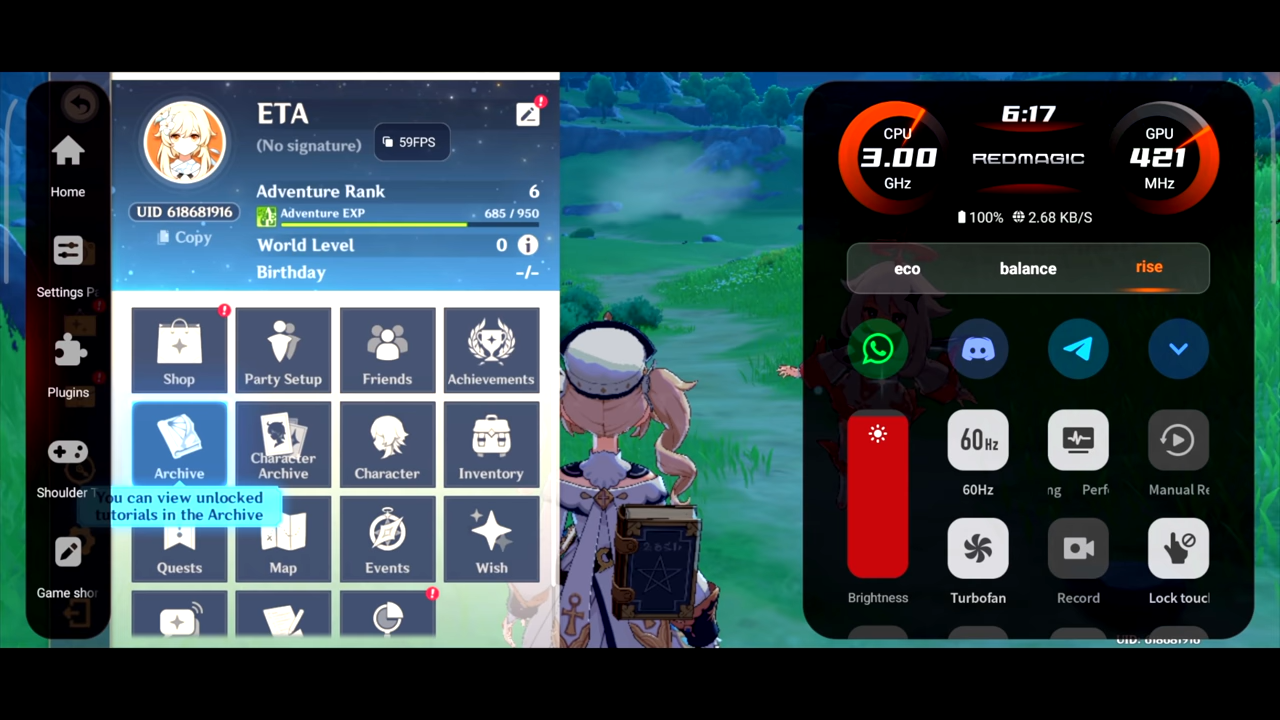 Home
Settings Pa
Plugins
Shoulder T
Game shor
ETA
(No signature)
59FPS
UID 618681916
Copy
Adventure Rank 6
Adventure EXP 685 / 950
World Level 0
Birthday -/-
Shop
Party Setup
Friends
Achievements
Archive
Character Archive
Character
Inventory
You can view unlocked
tutorials in the Archive
Quests
Map
Events
Wish
CPU
3.00
GHz
6:17
REDMAGIC
GPU
421
MHz
100% 2.68 KB/S
eco
balance
rise
60Hz
60Hz
ng Perf
Manual Re
Brightness
Turbofan
Record
Lock touc
UID: 618681916